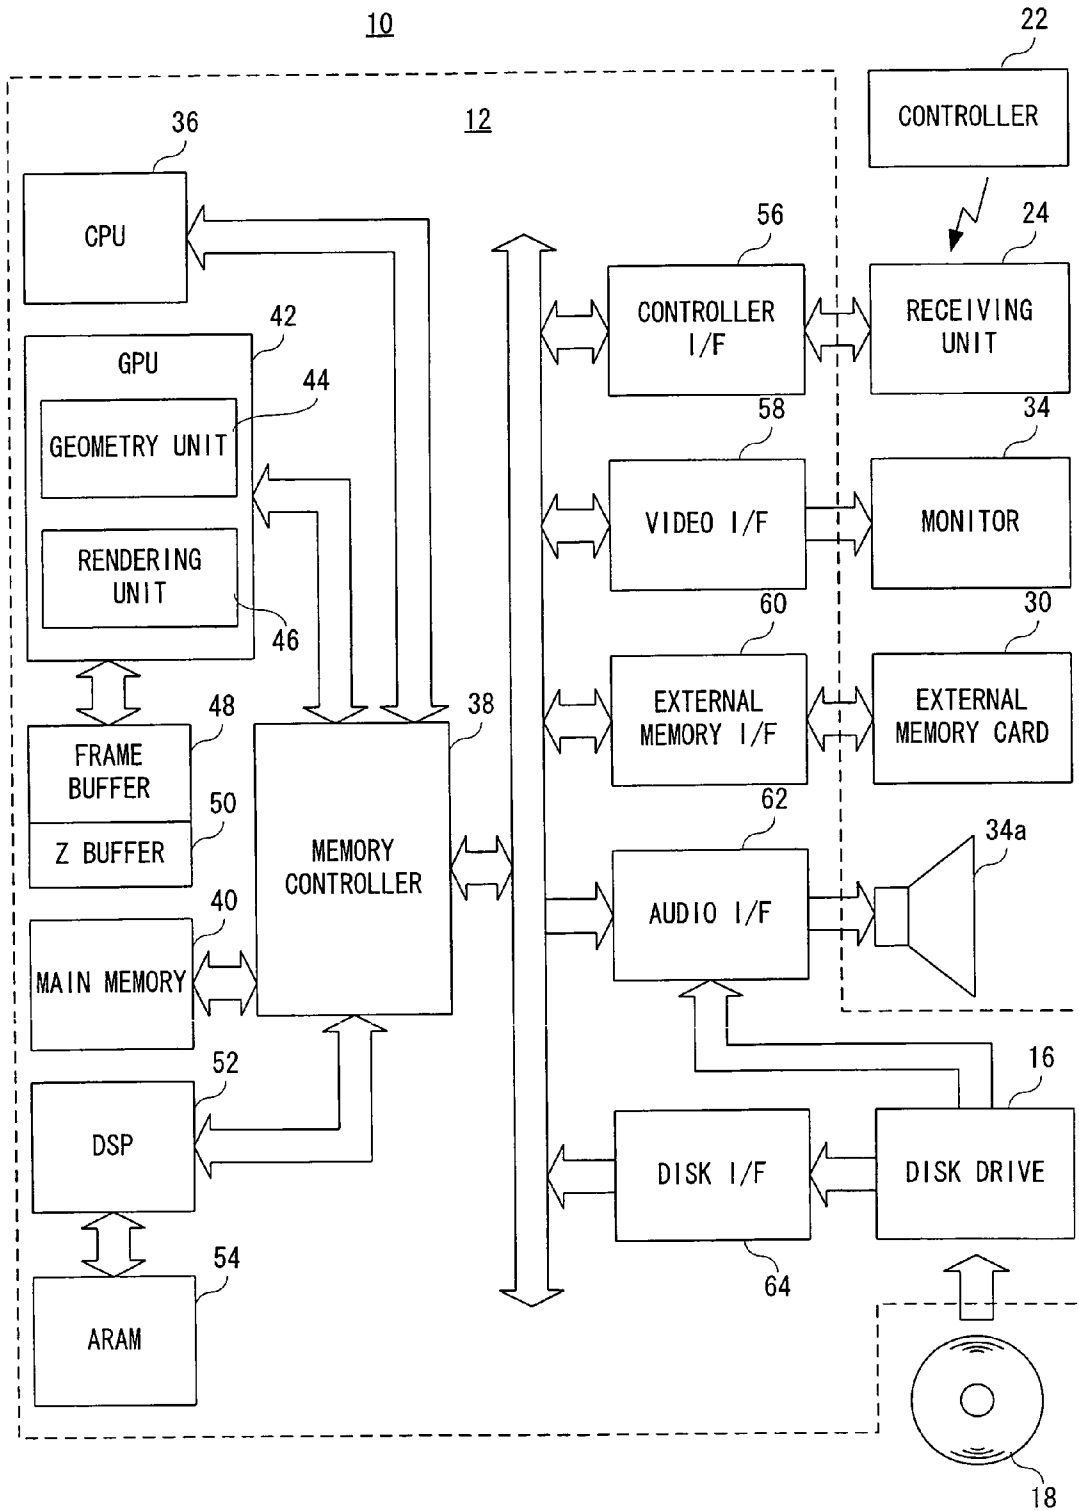 10
22
CONTROLLER
12
36
CPU
56
24
CONTROLLER
I/F
RECEIVING
UNIT
42
GPU
44
GEOMETRY UNIT
58
34
VIDEO I/F
MONITOR
RENDERING
UNIT
46
60
30
48
38
EXTERNAL
MEMORY I/F
EXTERNAL
MEMORY CARD
FRAME
BUFFER
50
Z BUFFER
62
34a
MEMORY
CONTROLLER
AUDIO I/F
40
MAIN MEMORY
52
16
DSP
DISK I/F
DISK DRIVE
54
64
ARAM
18